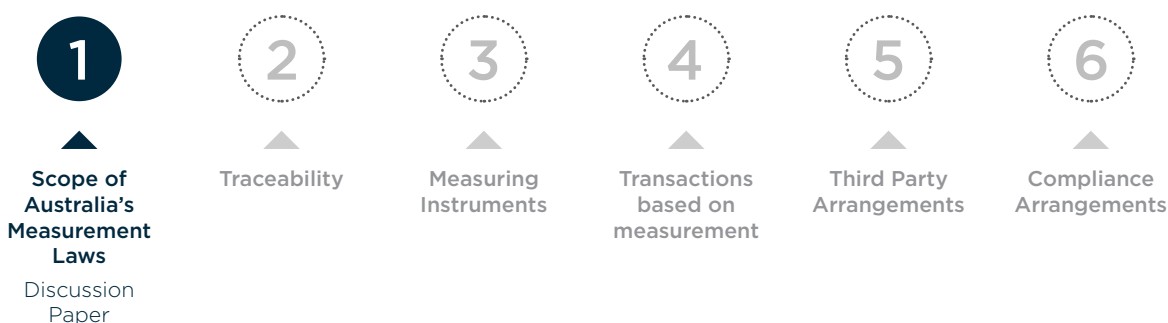 1
2
3
4
5
6
Scope of
Australia's
Measurement
Laws
Discussion
Paper
Traceability
Measuring
Instruments
Transactions
based on
measurement
Third Party
Arrangements
Compliance
Arrangements